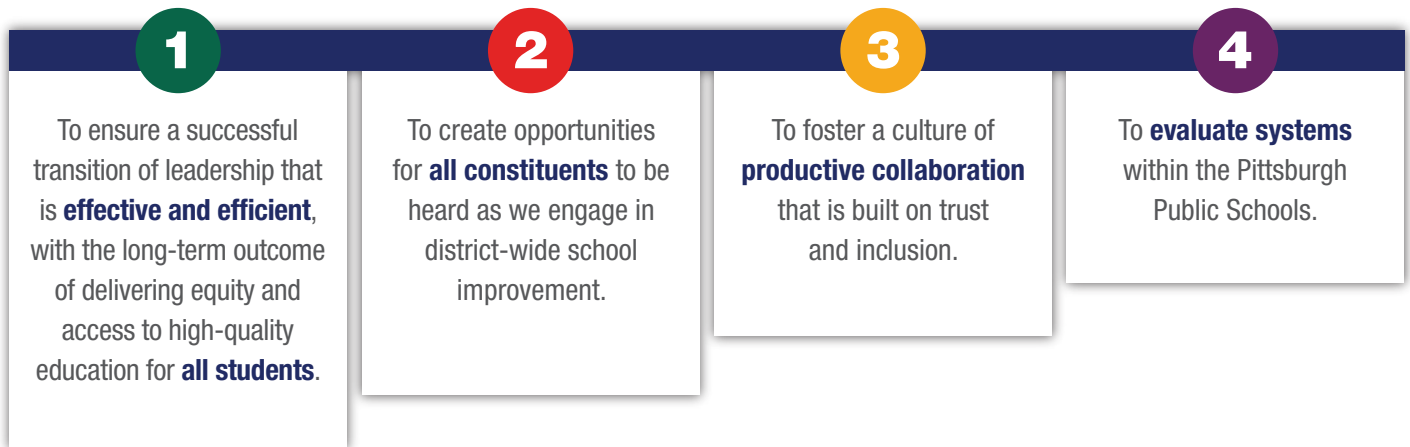 1
To ensure a successful
transition of leadership that
is effective and efficient,
with the long-term outcome
of delivering equity and
access to high-quality
education for all students.
2
To create opportunities
for all constituents to be
heard as we engage in
district-wide school
improvement.
3
To foster a culture of
productive collaboration
that is built on trust
and inclusion.
4
To evaluate systems
within the Pittsburgh
Public Schools.